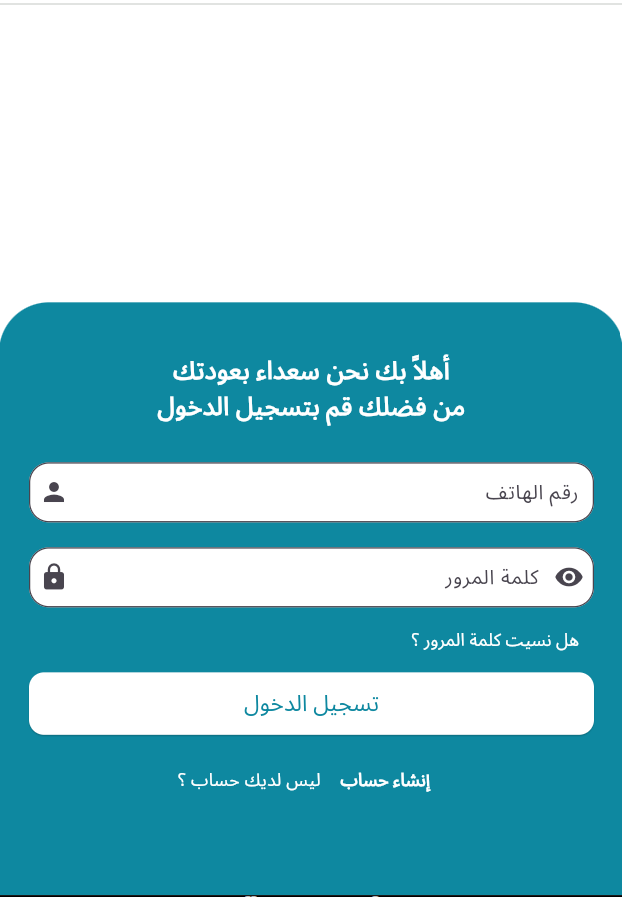 أهلاً بك نحن سعداء بعودتك
من فضلك قم بتسجيل الدخول
رقم الهاتف
كلمة المرور
هل نسيت كلمة المرور ؟
تسجيل الدخول
إنشاء حساب ليس لديك حساب ؟